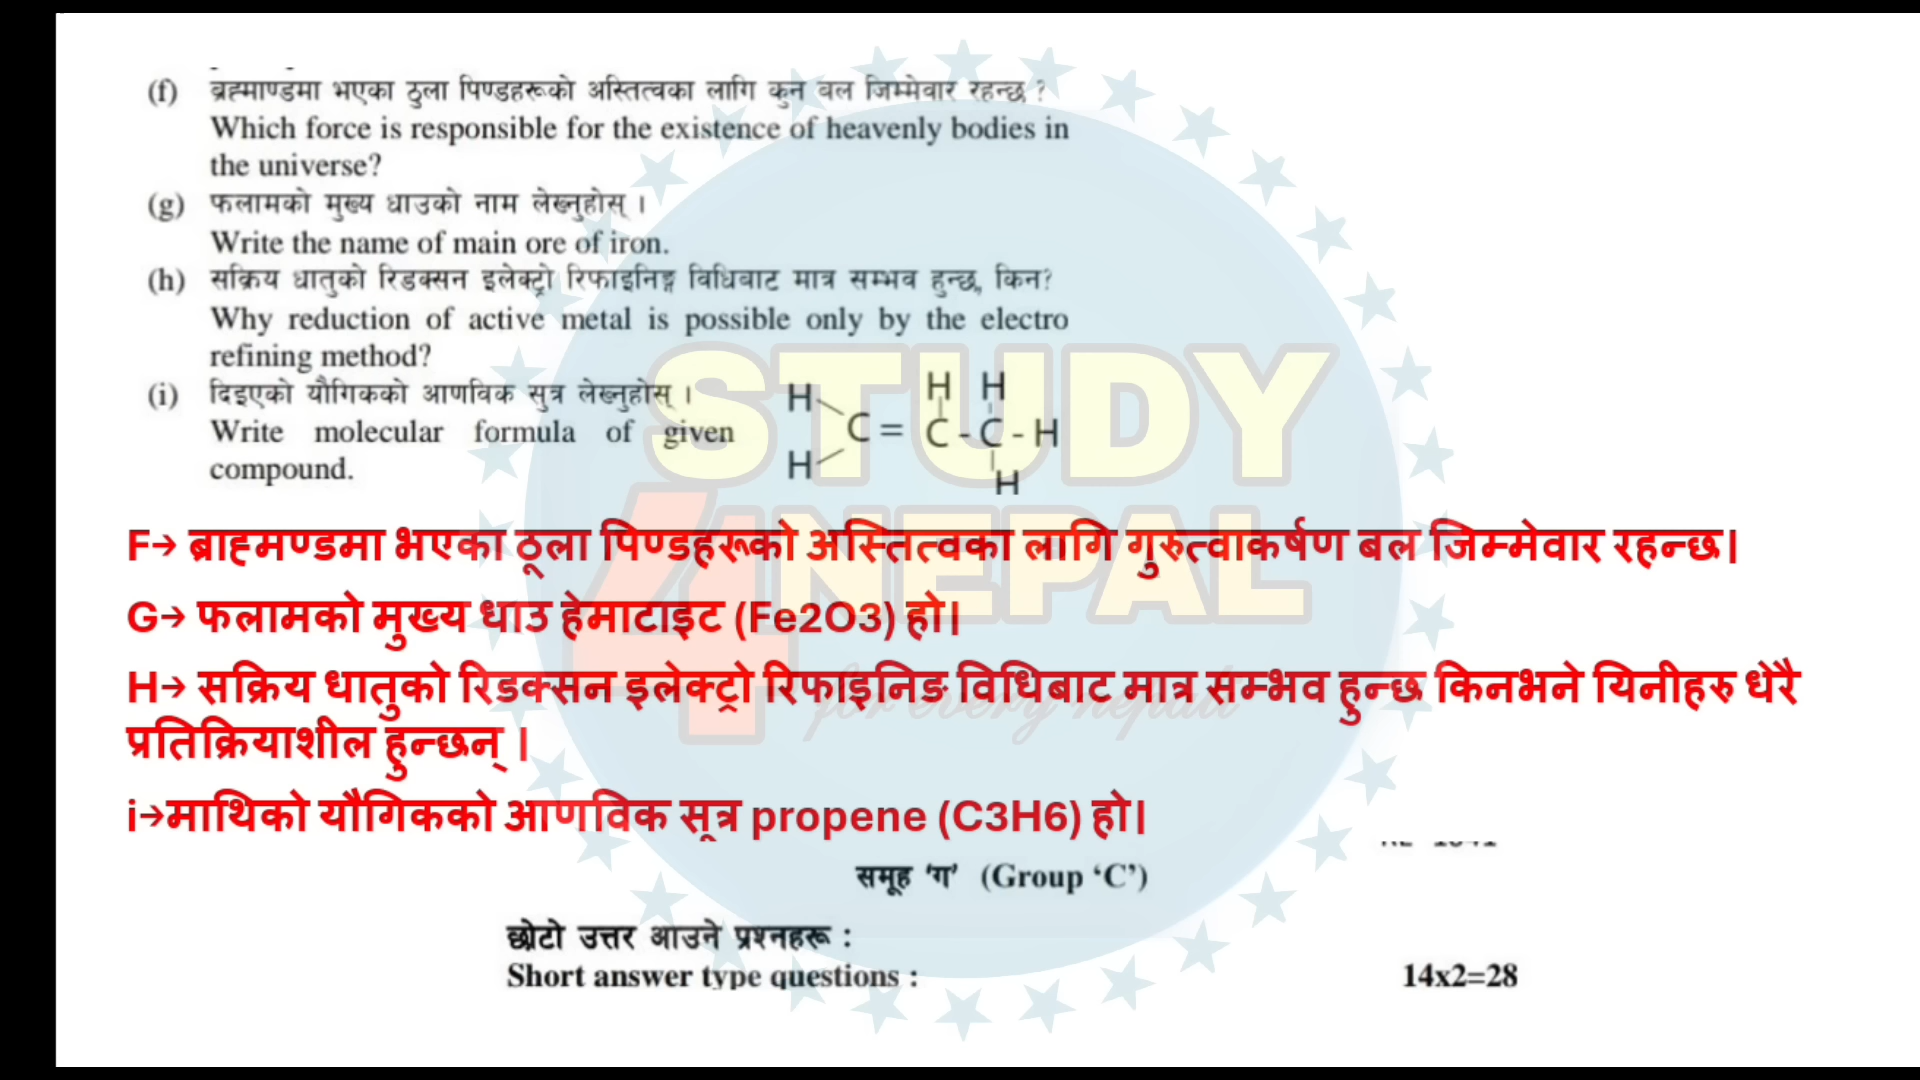 (f) ब्रह्माण्डमा भएका ठुला पिण्डहरूको अस्तित्वका लागि कुन बल जिम्मेवार रहन्छ ?
Which force is responsible for the existence of heavenly bodies in
the universe?
(g) फलामको मुख्य धाउको नाम लेख्नुहोस् ।
Write the name of main ore of iron.
(h) सक्रिय धातुको रिडक्सन इलेक्ट्रो रिफाइनिङ्ग विधिबाट मात्र सम्भव हुन्छ, किन?
Why reduction of active metal is possible only by the electro
refining method?
(i) दिइएको यौगिकको आणविक सुत्र लेख्नुहोस् ।
Write molecular formula of given
compound.
H H
H
C = C - C - H
H
H
STUDY
4 NEPAL
for every nepali
F→ ब्राह्मण्डमा भएका ठूला पिण्डहरूको अस्तित्वका लागि गुरुत्वाकर्षण बल जिम्मेवार रहन्छ।
G→ फलामको मुख्य धाउ हेमाटाइट (Fe2O3) हो।
H→ सक्रिय धातुको रिडक्सन इलेक्ट्रो रिफाइनिङ विधिबाट मात्र सम्भव हुन्छ किनभने यिनीहरु धेरै
प्रतिक्रियाशील हुन्छन् ।
i→माथिको यौगिकको आणविक सूत्र propene (C3H6) हो।
समूह ‘ग’ (Group ‘C’)
छोटो उत्तर आउने प्रश्नहरू :
Short answer type questions : 14x2=28